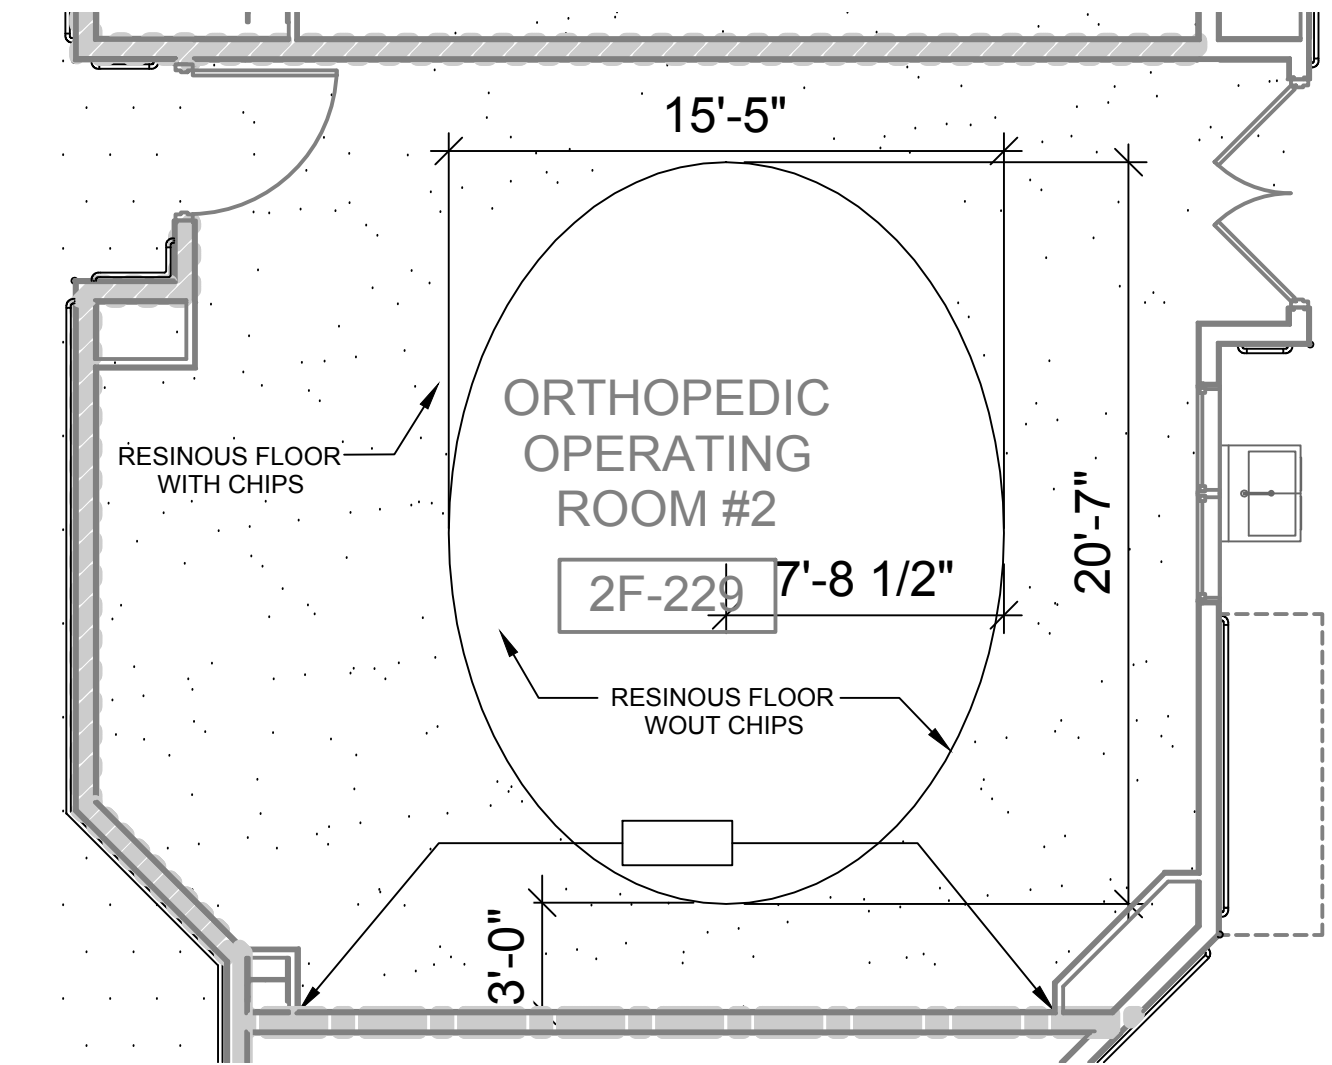 15'-5"
ORTHOPEDIC
OPERATING
ROOM #2
RESINOUS FLOOR
WITH CHIPS
20'-7"
2F-229
7'-8 1/2"
RESINOUS FLOOR
WOUT CHIPS
3'-0"